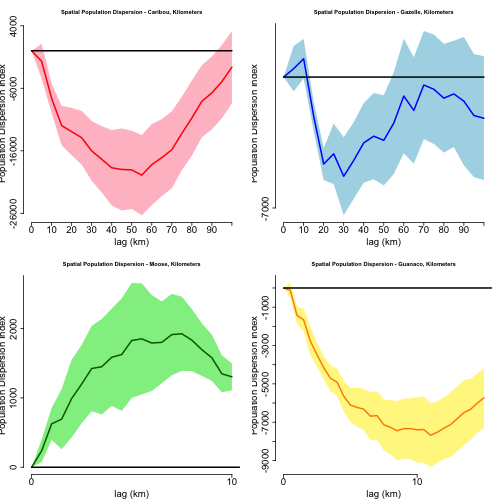 Spatial Population Dispersion - Caribou, Kilometers
4000
-6000
-16000
-26000
Population Dispersion Index
0 10 20 30 40 50 60 70 80 90
lag (km)
Spatial Population Dispersion - Gazelle, Kilometers
-7000
Population Dispersion Index
0 10 20 30 40 50 60 70 80 90
lag (km)
Spatial Population Dispersion - Moose, Kilometers
2000
1000
0
Population Dispersion Index
0 10
lag (km)
Spatial Population Dispersion - Guanaco, Kilometers
-1000
-3000
-5000
-7000
-9000
Population Dispersion Index
0 10
lag (km)